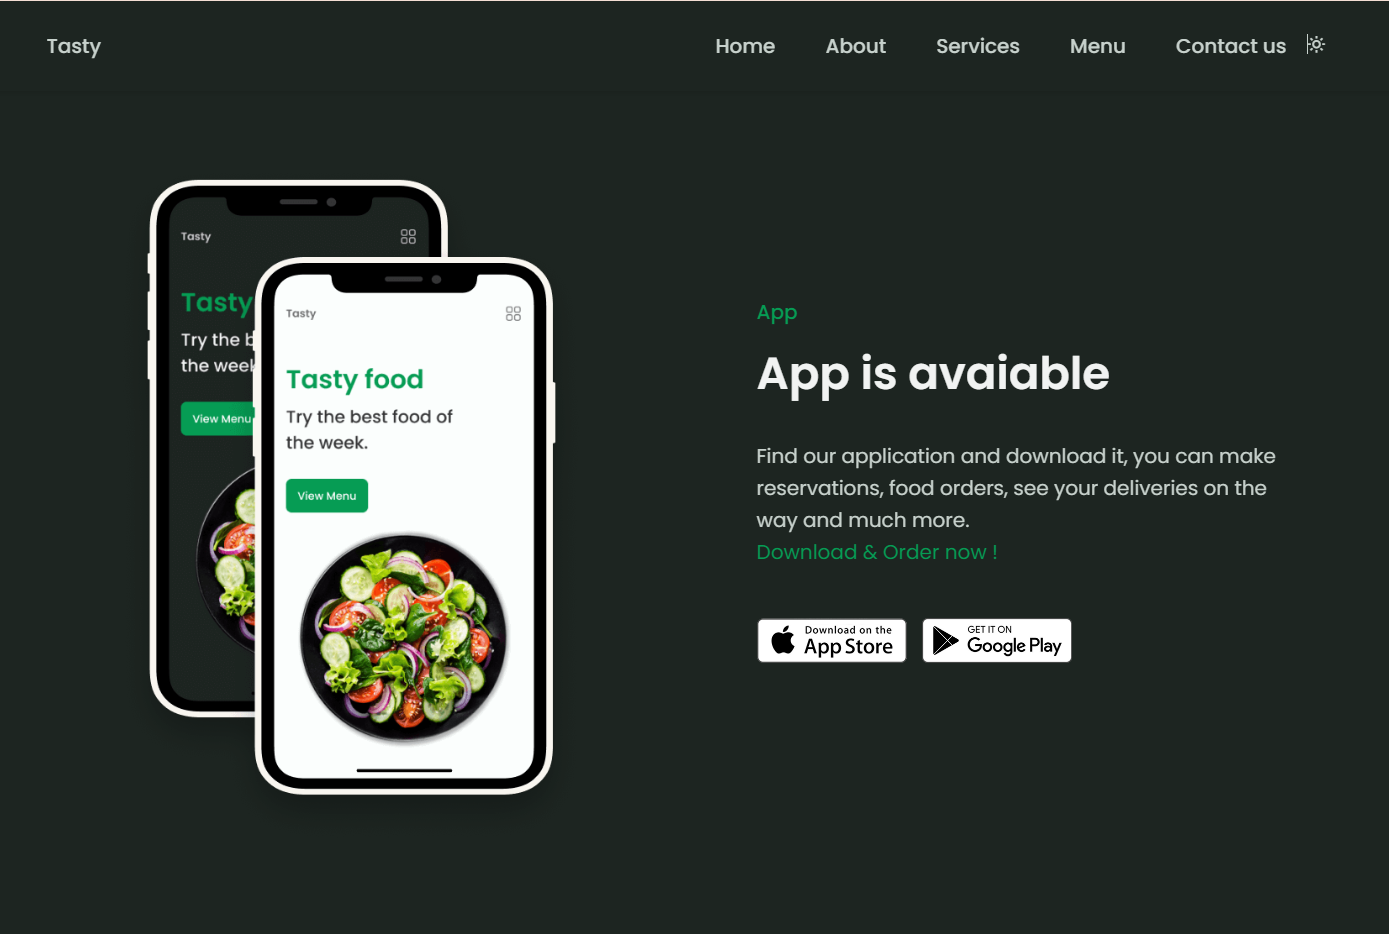 Tasty
Home About Services Menu Contact us
Tasty
Tasty
Try the b
the week
View Menu
Tasty
Tasty food
Try the best food of
the week.
View Menu
App
App is avaiable
Find our application and download it, you can make
reservations, food orders, see your deliveries on the
way and much more.
Download & Order now !
Download on the
App Store
GET IT ON
Google Play